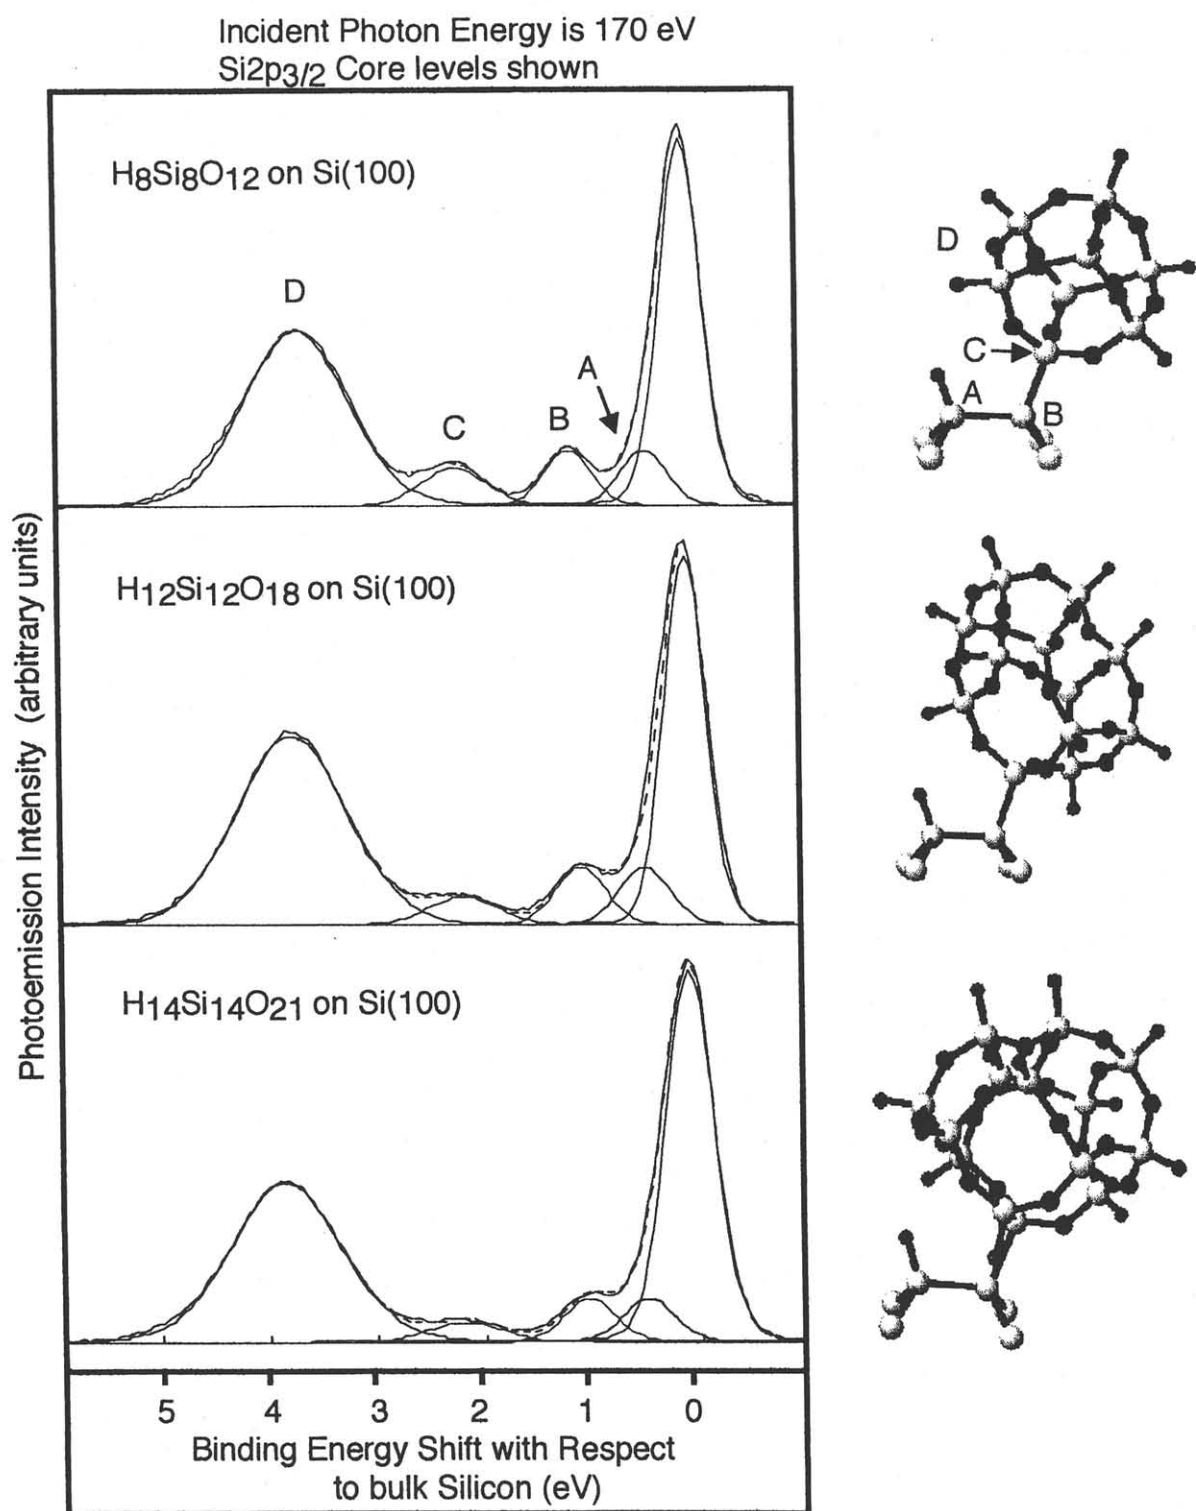 Incident Photon Energy is 170 eV
Si2p3/2 Core levels shown
H8Si8O12 on Si(100)
D
C
B
A
D
C
A
B
H12Si12O18 on Si(100)
H14Si14O21 on Si(100)
Photoemission Intensity (arbitrary units)
5 4 3 2 1 0
Binding Energy Shift with Respect
to bulk Silicon (eV)